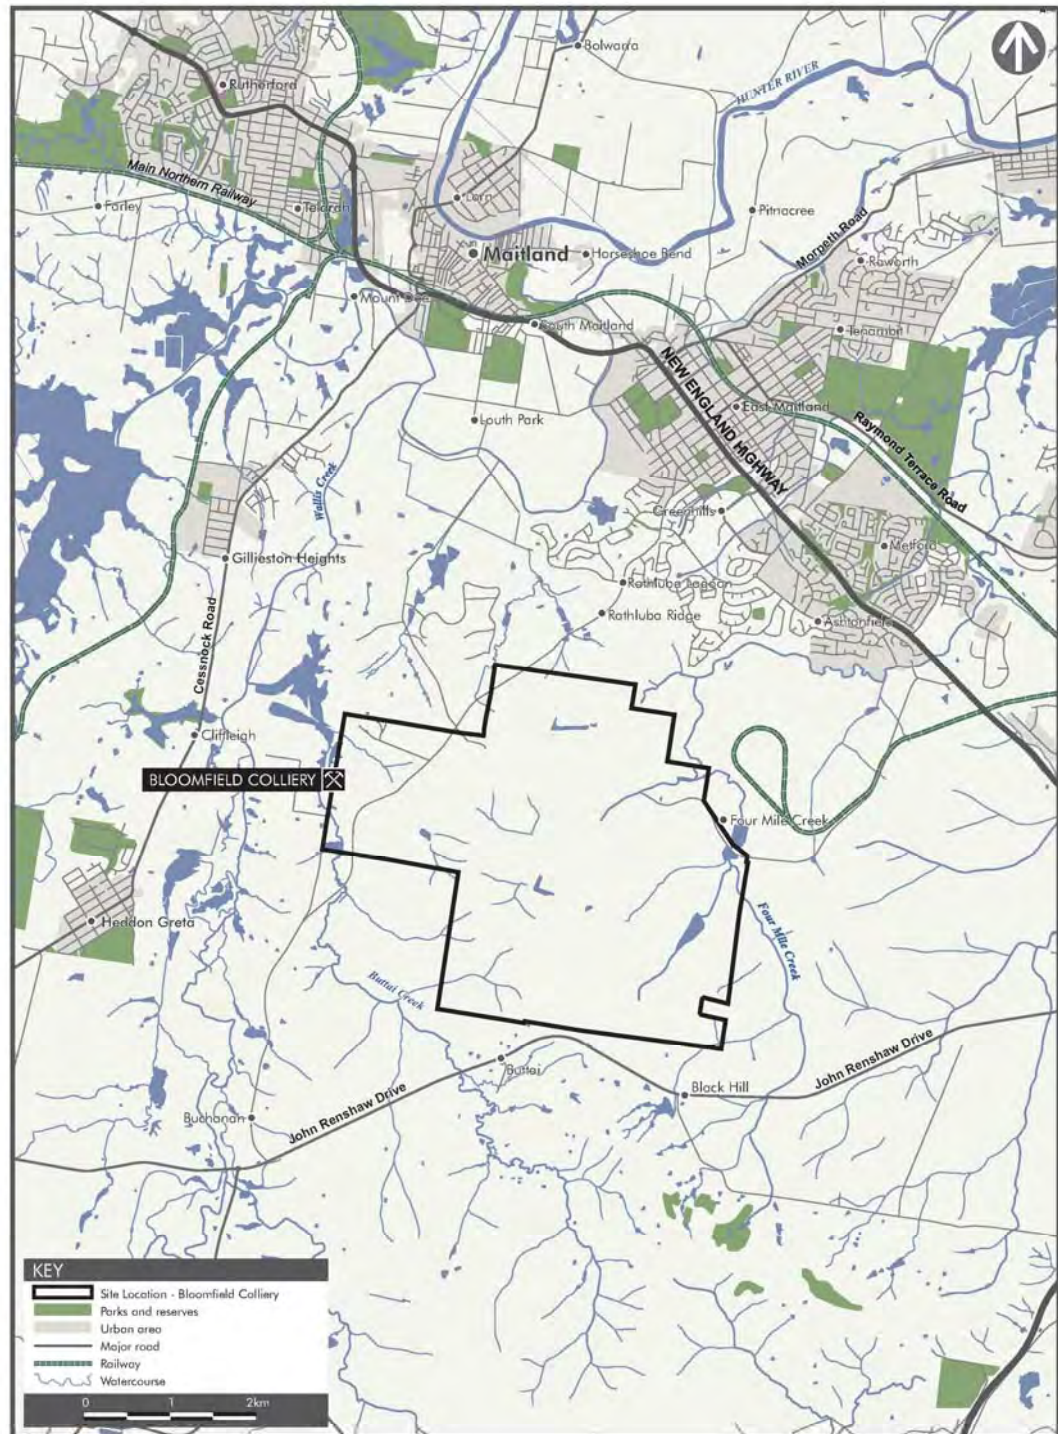 Bolwarra
HUNTER RIVER
Rutherford
Main Northern Railway
Farley
Telarah
Lorn
Pitnacree
Morpeth Road
Maitland
Horseshoe Bend
Raworth
Mount Dee
South Maitland
Tenambit
NEW ENGLAND HIGHWAY
East Maitland
Louth Park
Raymond Terrace Road
Wallis Creek
Greenhills
Metford
Gillieston Heights
Rathluba Lagoon
Rathluba Ridge
Ashtonfield
Cessnock Road
Cliftleigh
BLOOMFIELD COLLIERY
Four Mile Creek
Heddon Greta
Four Mile Creek
Buttai Creek
John Renshaw Drive
Buttai
Black Hill
John Renshaw Drive
Buchanan
KEY
Site Location - Bloomfield Colliery
Parks and reserves
Urban area
Major road
Railway
Watercourse
0 1 2km